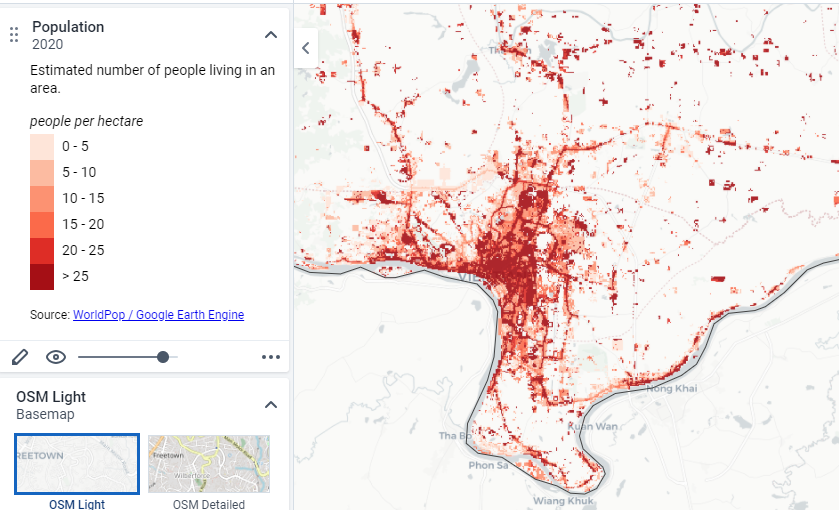 Population
2020
Estimated number of people living in an
area.
people per hectare
0 - 5
5 - 10
10 - 15
15 - 20
20 - 25
> 25
Source: WorldPop / Google Earth Engine
OSM Light
Basemap
REETOWN
Freetown
Wilberforce
OSM Light
OSM Detailed
Nong Khai
Kuan Wan
Tha Bo
Phon Sa
Wiang Khuk